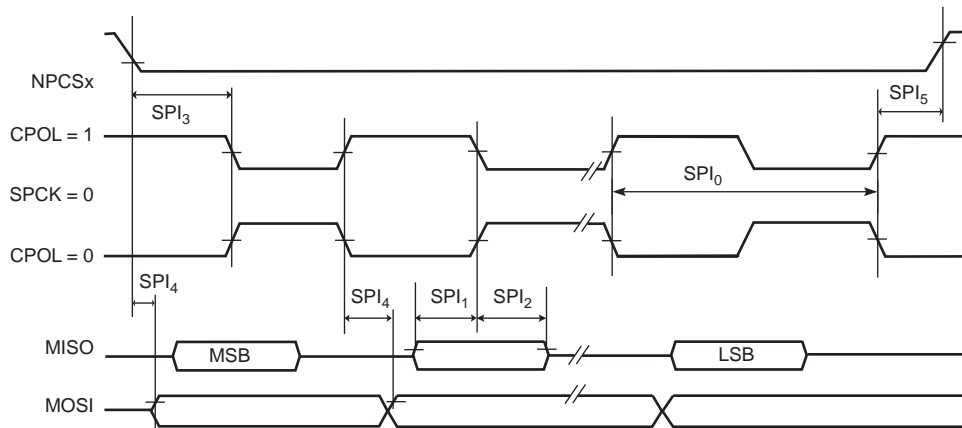 NPCSx
SPI3
SPI5
CPOL = 1
SPCK = 0
SPI0
CPOL = 0
SPI4
SPI4
SPI1
SPI2
MISO
MSB
LSB
MOSI